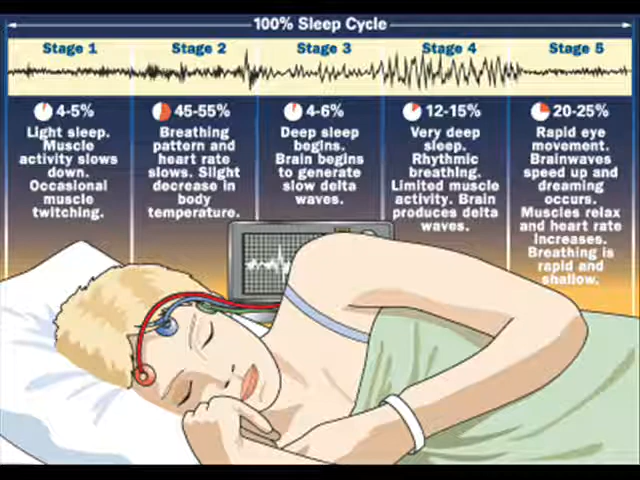 100% Sleep Cycle
Stage 1
Stage 2
Stage 3
Stage 4
Stage 5
4-5%
Light sleep.
Muscle
activity slows
down.
Occasional
muscle
twitching.
45-55%
Breathing
pattern and
heart rate
slows. Slight
decrease in
body
temperature.
4-6%
Deep sleep
begins.
Brain begins
to generate
slow delta
waves.
12-15%
Very deep
sleep.
Rhythmic
breathing.
Limited muscle
activity. Brain
produces delta
waves.
20-25%
Rapid eye
movement.
Brainwaves
speed up and
dreaming
occurs.
Muscles relax
and heart rate
increases.
Breathing is
rapid and
shallow.